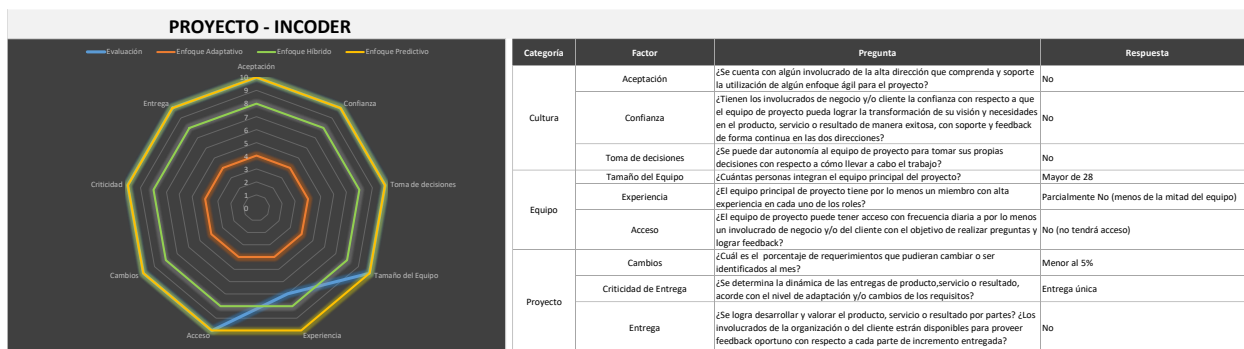 PROYECTO - INCODER
Evaluación
Enfoque Adaptativo
Enfoque Híbrido
Enfoque Predictivo
Aceptación
Confianza
Toma de decisiones
Tamaño del Equipo
Experiencia
Acceso
Cambios
Criticidad
Entrega
10
9
8
7
6
5
4
3
2
1
0
Categoría Factor Pregunta Respuesta
Cultura
Aceptación
¿Se cuenta con algún involucrado de la alta dirección que comprenda y soporte
la utilización de algún enfoque ágil para el proyecto?
No
Confianza
¿Tienen los involucrados de negocio y/o cliente la confianza con respecto a que
el equipo de proyecto pueda lograr la transformación de su visión y necesidades
en el producto, servicio o resultado de manera exitosa, con soporte y feedback
de forma continua en las dos direcciones?
No
Toma de decisiones
¿Se puede dar autonomía al equipo de proyecto para tomar sus propias
decisiones con respecto a cómo llevar a cabo el trabajo?
No
Equipo
Tamaño del Equipo
¿Cuántas personas integran el equipo principal del proyecto?
Mayor de 28
Experiencia
¿El equipo principal de proyecto tiene por lo menos un miembro con alta
experiencia en cada uno de los roles?
Parcialmente No (menos de la mitad del equipo)
Acceso
¿El equipo de proyecto puede tener acceso con frecuencia diaria a por lo menos
un involucrado de negocio y/o del cliente con el objetivo de realizar preguntas y
lograr feedback?
No (no tendrá acceso)
Proyecto
Cambios
¿Cuál es el porcentaje de requerimientos que pudieran cambiar o ser
identificados al mes?
Menor al 5%
Criticidad de Entrega
¿Se determina la dinámica de las entregas de producto,servicio o resultado,
acorde con el nivel de adaptación y/o cambios de los requisitos?
Entrega única
Entrega
¿Se logra desarrollar y valorar el producto, servicio o resultado por partes? ¿Los
involucrados de la organización o del cliente estarán disponibles para proveer
feedback oportuno con respecto a cada parte de incremento entregada?
No